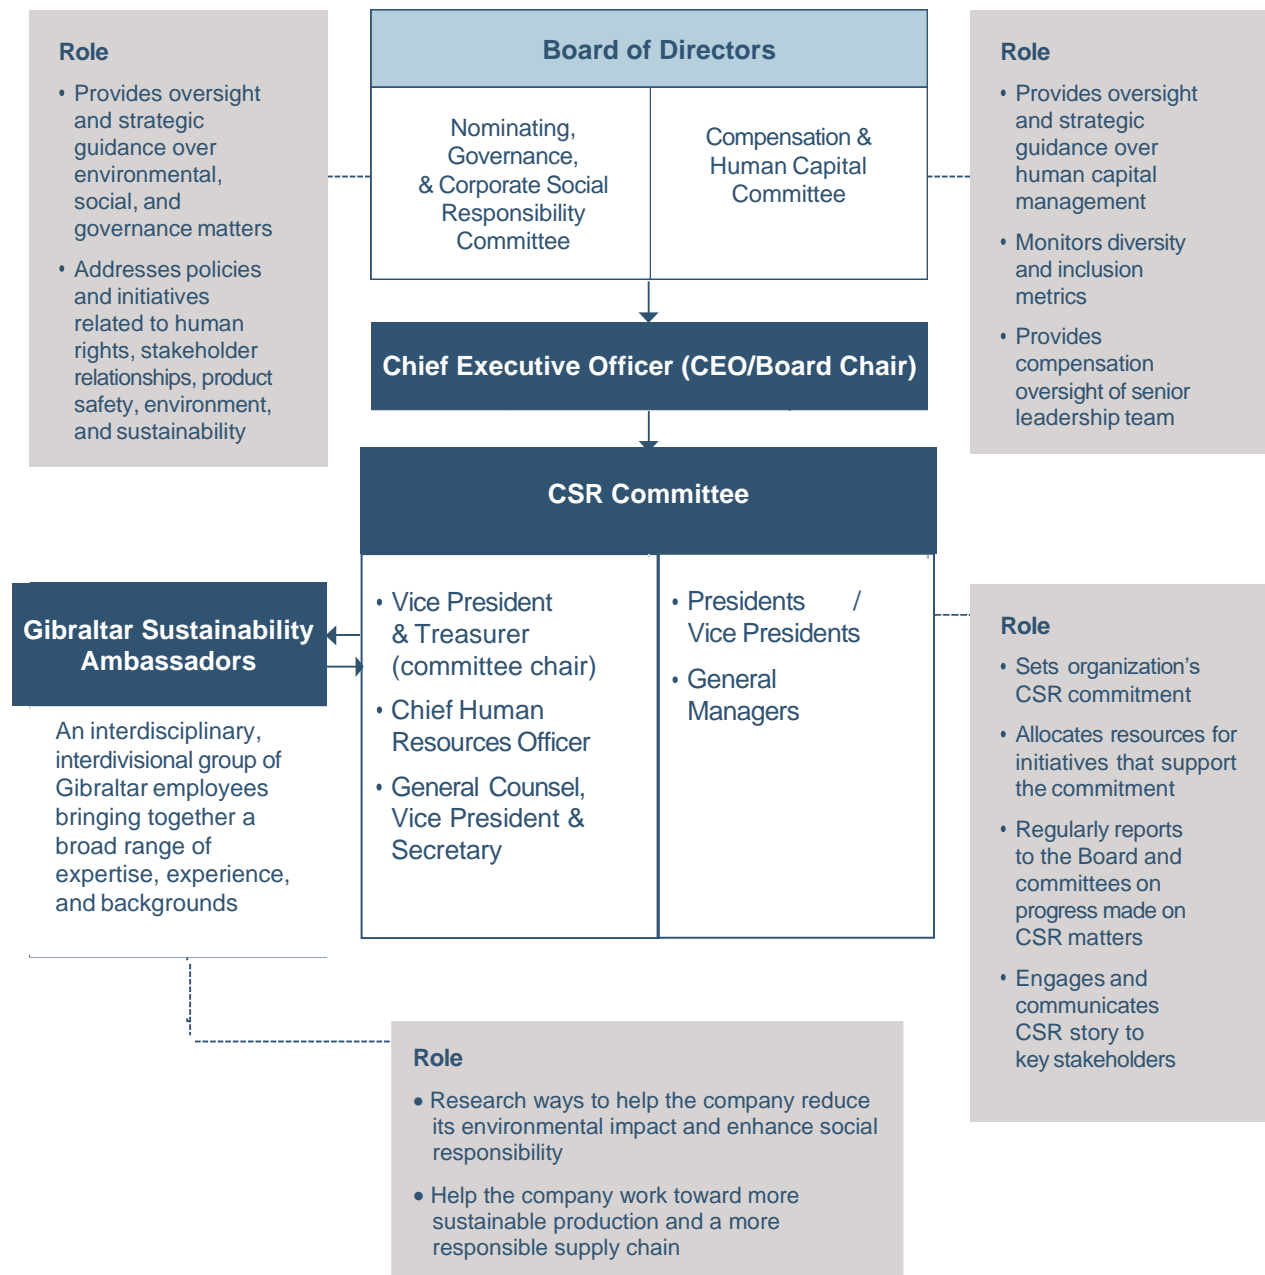 Role
• Provides oversight
and strategic
guidance over
environmental,
social, and
governance matters
• Addresses policies
and initiatives
related to human
rights, stakeholder
relationships, product
safety, environment,
and sustainability
Board of Directors
Nominating,
Governance,
& Corporate Social
Responsibility
Committee
Compensation &
Human Capital
Committee
Role
• Provides oversight
and strategic
guidance over
human capital
management
• Monitors diversity
and inclusion
metrics
• Provides
compensation
oversight of senior
leadership team
Chief Executive Officer (CEO/Board Chair)
CSR Committee
• Vice President
& Treasurer
(committee chair)
• Chief Human
Resources Officer
• General Counsel,
Vice President &
Secretary
• Presidents /
Vice Presidents
• General
Managers
Gibraltar Sustainability
Ambassadors
An interdisciplinary,
interdivisional group of
Gibraltar employees
bringing together a
broad range of
expertise, experience,
and backgrounds
Role
• Sets organization’s
CSR commitment
• Allocates resources for
initiatives that support
the commitment
• Regularly reports
to the Board and
committees on
progress made on
CSR matters
• Engages and
communicates
CSR story to
key stakeholders
Role
• Research ways to help the company reduce
its environmental impact and enhance social
responsibility
• Help the company work toward more
sustainable production and a more
responsible supply chain